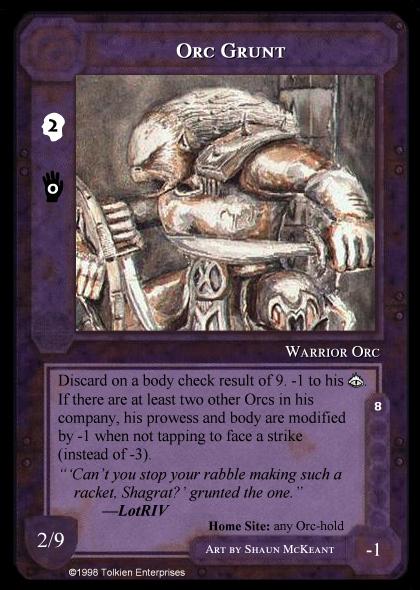 ORC GRUNT
2
0
WARRIOR ORC
Discard on a body check result of 9. -1 to his
If there are at least two other Orcs in his
company, his prowess and body are modified
by -1 when not tapping to face a strike
(instead of -3).
8
“‘Can’t you stop your rabble making such a
racket, Shagrat?’ grunted the one.”
—LotRIV
Home Site: any Orc-hold
2/9
ART BY SHAUN MCKEANT
-1
©1998 Tolkien Enterprises